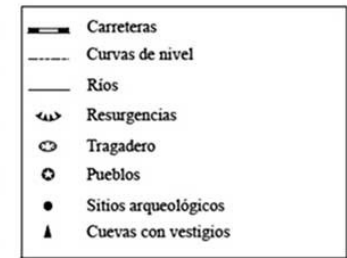 Carreteras
Curvas de nivel
Ríos
Resurgencias
Tragadero
Pueblos
Sitios arqueológicos
Cuevas con vestigios